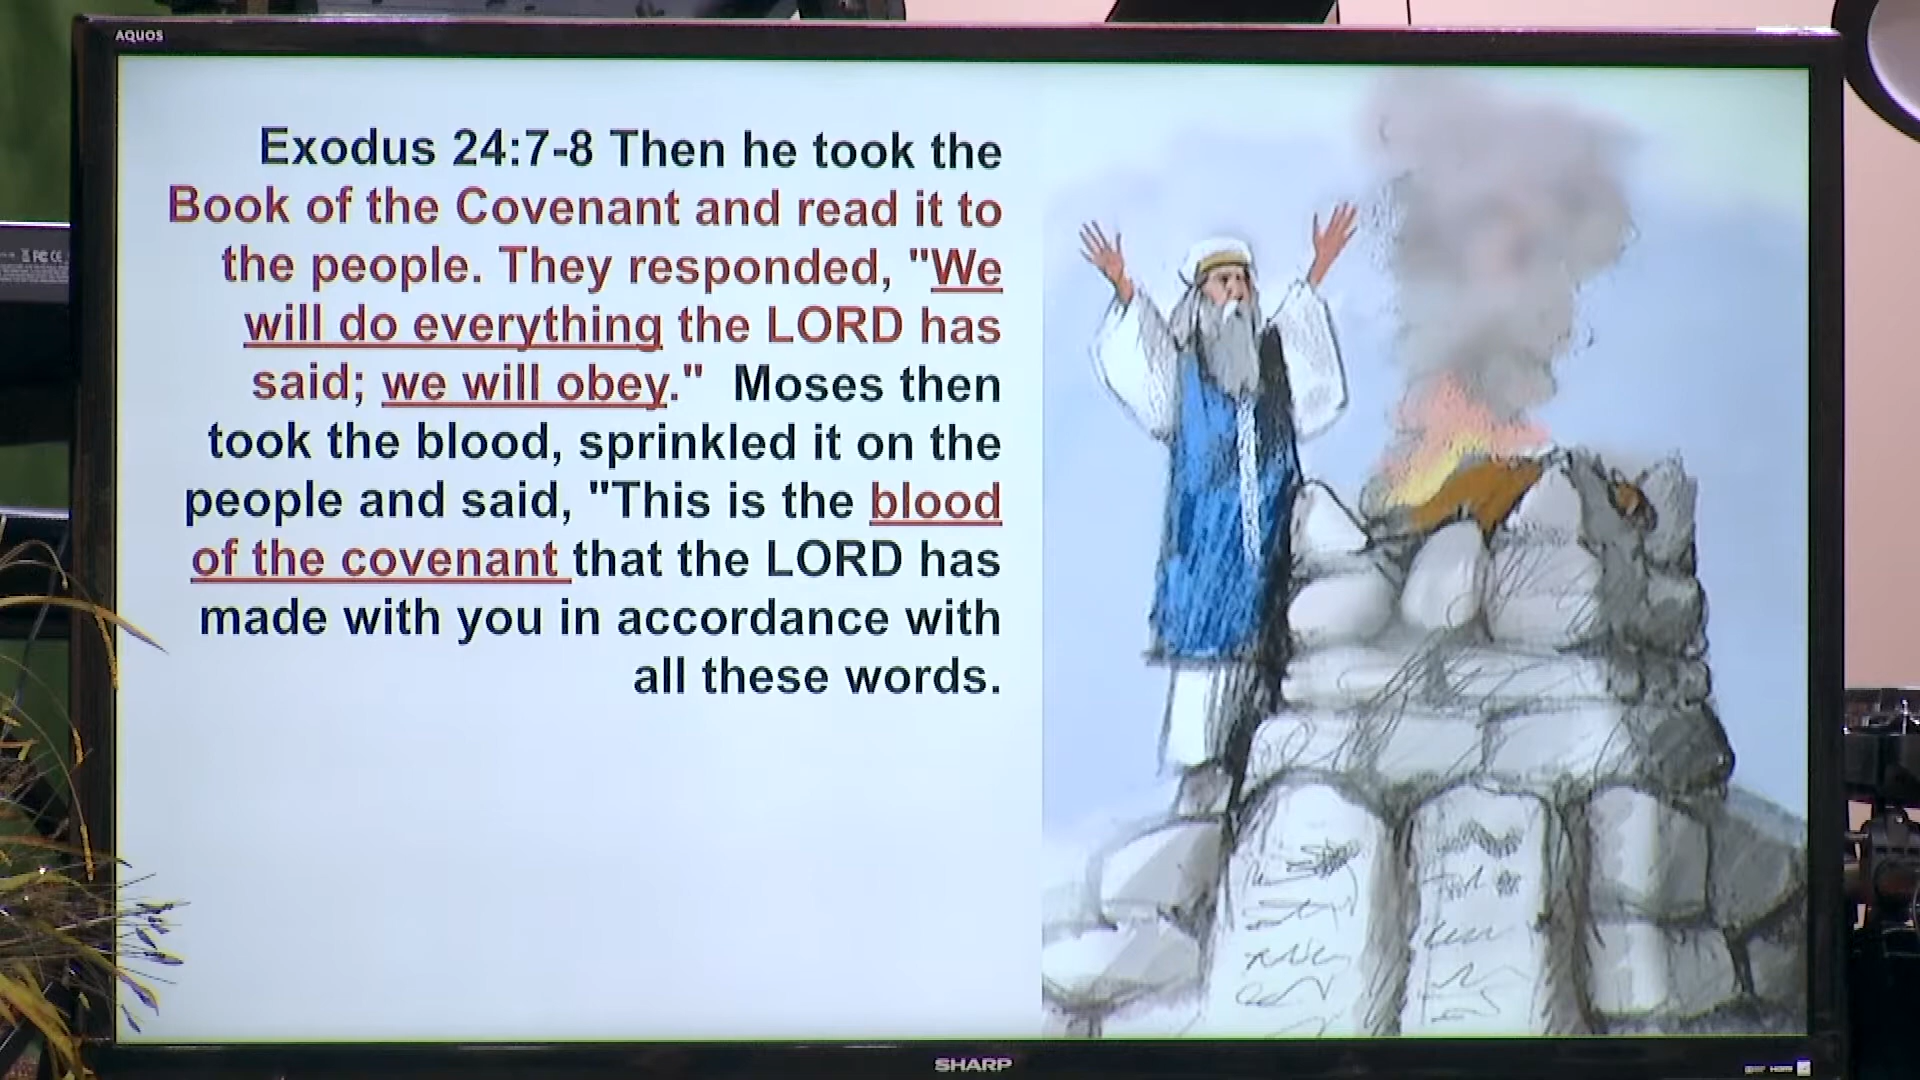 AQUOS
Exodus 24:7-8 Then he took the
Book of the Covenant and read it to
the people. They responded, "We
will do everything the LORD has
said; we will obey."  Moses then
took the blood, sprinkled it on the
people and said, "This is the blood
of the covenant that the LORD has
made with you in accordance with
all these words.
SHARP
HDMI